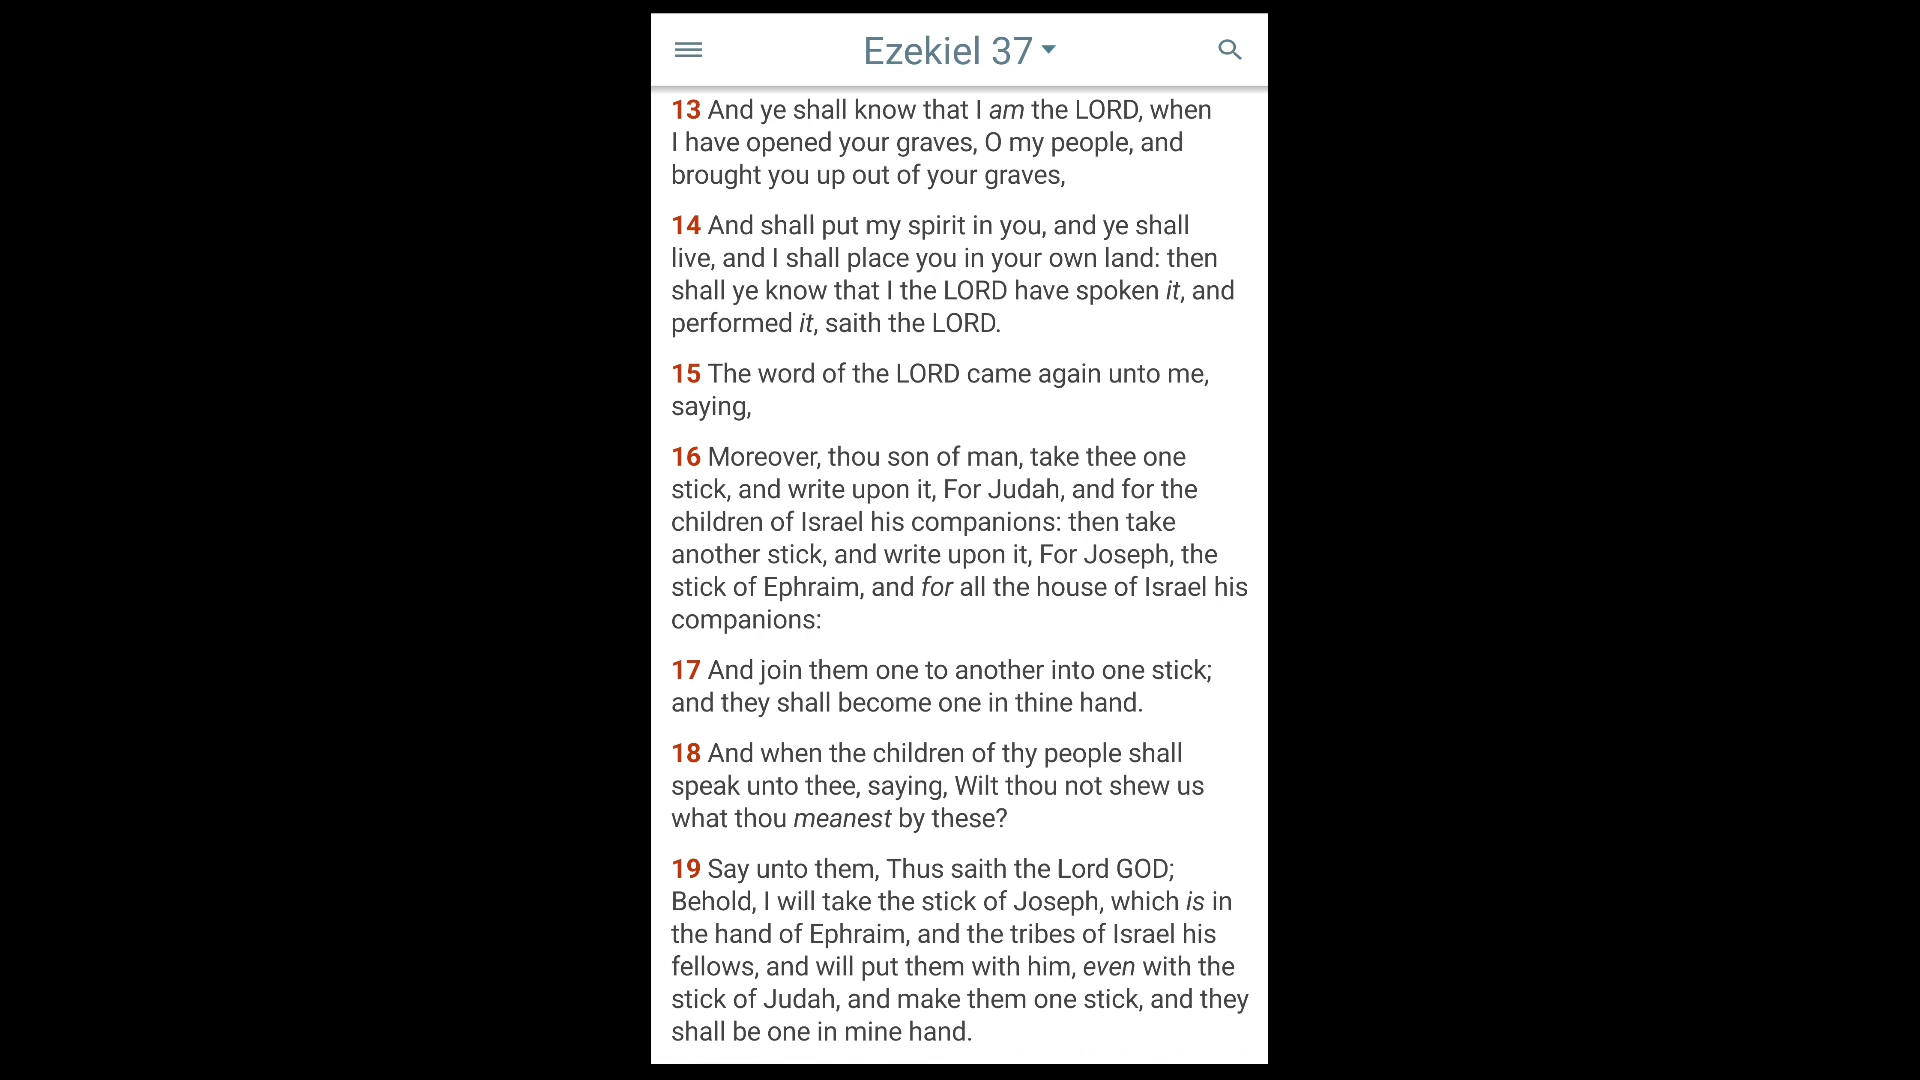 Ezekiel 37
13 And ye shall know that I am the LORD, when
I have opened your graves, O my people, and
brought you up out of your graves,
14 And shall put my spirit in you, and ye shall
live, and I shall place you in your own land: then
shall ye know that I the LORD have spoken it, and
performed it, saith the LORD.
15 The word of the LORD came again unto me,
saying,
16 Moreover, thou son of man, take thee one
stick, and write upon it, For Judah, and for the
children of Israel his companions: then take
another stick, and write upon it, For Joseph, the
stick of Ephraim, and for all the house of Israel his
companions:
17 And join them one to another into one stick;
and they shall become one in thine hand.
18 And when the children of thy people shall
speak unto thee, saying, Wilt thou not shew us
what thou meanest by these?
19 Say unto them, Thus saith the Lord GOD;
Behold, I will take the stick of Joseph, which is in
the hand of Ephraim, and the tribes of Israel his
fellows, and will put them with him, even with the
stick of Judah, and make them one stick, and they
shall be one in mine hand.